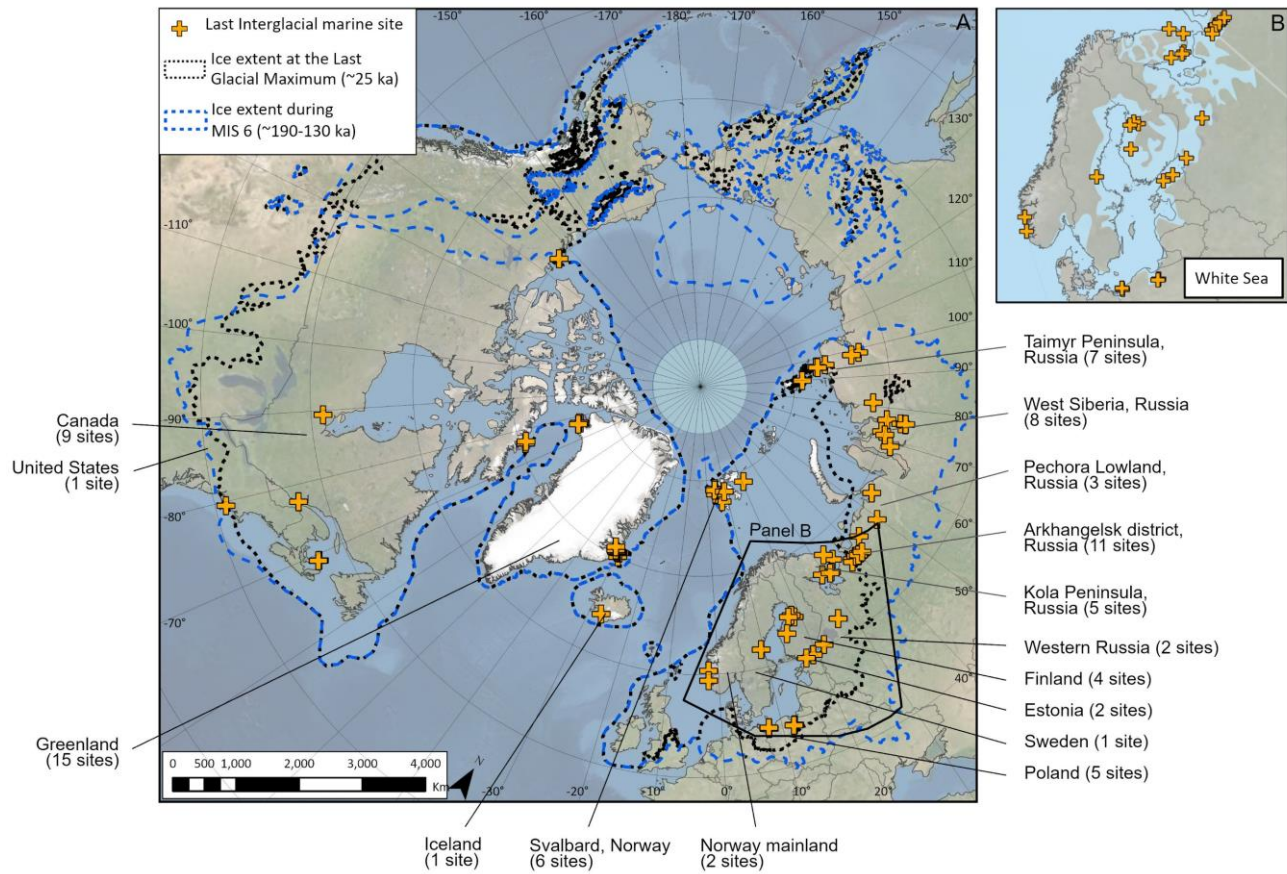 Last Interglacial marine site
Ice extent at the Last
Glacial Maximum (~25 ka)
Ice extent during
MIS 6 (~190-130 ka)
A
B
180°
-170°
170°
160°
150°
130°
120°
110°
100°
90°
80°
70°
60°
50°
40°
20°
10°
0°
-10°
-20°
-30°
-70°
-80°
-90°
-100°
-110°
Panel B
White Sea
Taimyr Peninsula,
Russia (7 sites)
West Siberia, Russia
(8 sites)
Pechora Lowland,
Russia (3 sites)
Arkhangelsk district,
Russia (11 sites)
Kola Peninsula,
Russia (5 sites)
Western Russia (2 sites)
Finland (4 sites)
Estonia (2 sites)
Sweden (1 site)
Poland (5 sites)
Canada
(9 sites)
United States
(1 site)
Greenland
(15 sites)
0 500 1,000 2,000 3,000 4,000
Km
N
Iceland
(1 site)
Svalbard, Norway
(6 sites)
Norway mainland
(2 sites)